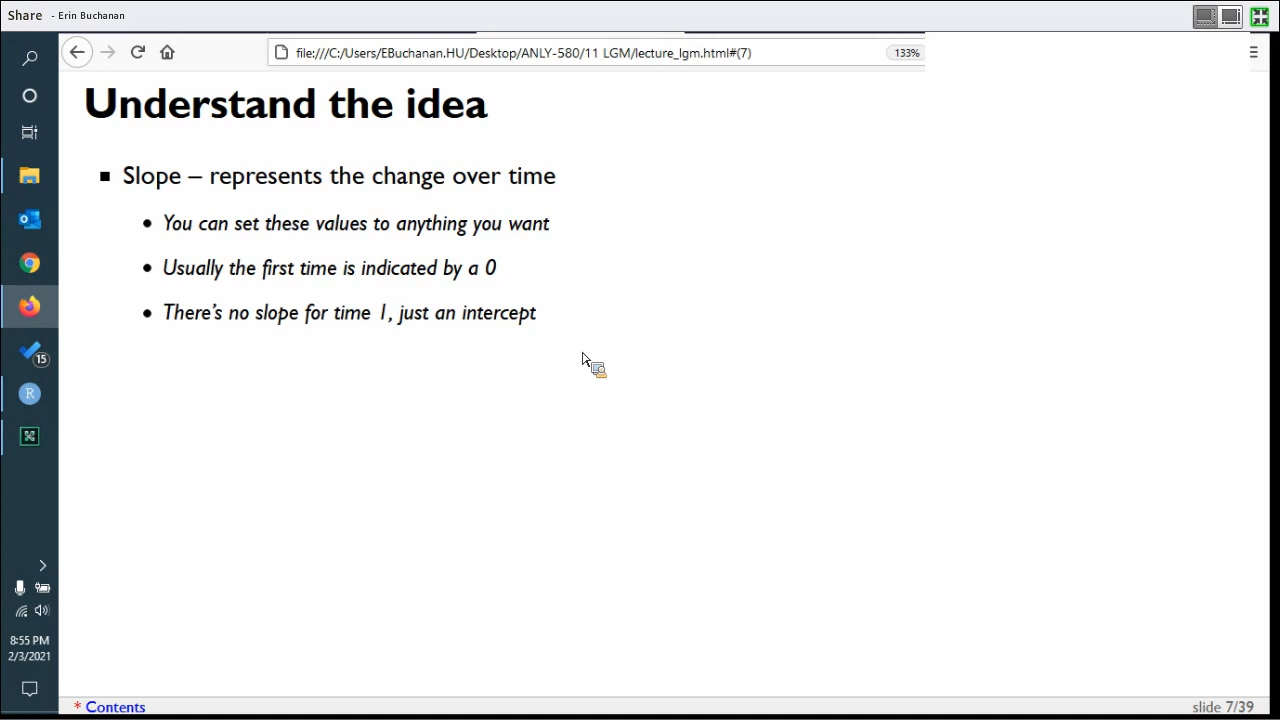 Share - Erin Buchanan
file:///C:/Users/EBuchanan.HU/Desktop/ANLY-580/11 LGM/lecture_lgm.html#(7)
133%
Understand the idea
Slope – represents the change over time
You can set these values to anything you want
Usually the first time is indicated by a 0
There's no slope for time 1, just an intercept
15
R
8:55 PM
2/3/2021
* Contents
slide 7/39